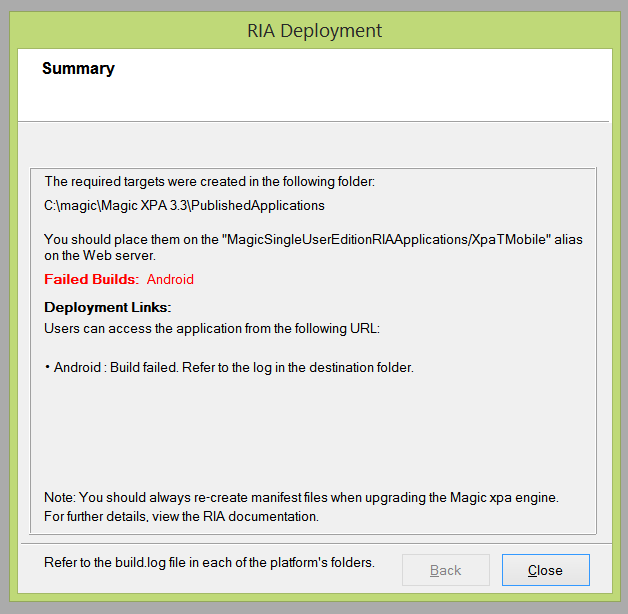 RIA Deployment
Summary
The required targets were created in the following folder:
C:\magic\Magic XPA 3.3\PublishedApplications
You should place them on the "MagicSingleUserEditionRIAApplications/XpaTMobile" alias
on the Web server.
Failed Builds: Android
Deployment Links:
Users can access the application from the following URL:
• Android : Build failed. Refer to the log in the destination folder.
Note: You should always re-create manifest files when upgrading the Magic xpa engine.
For further details, view the RIA documentation.
Refer to the build.log file in each of the platform's folders.
Back
Close